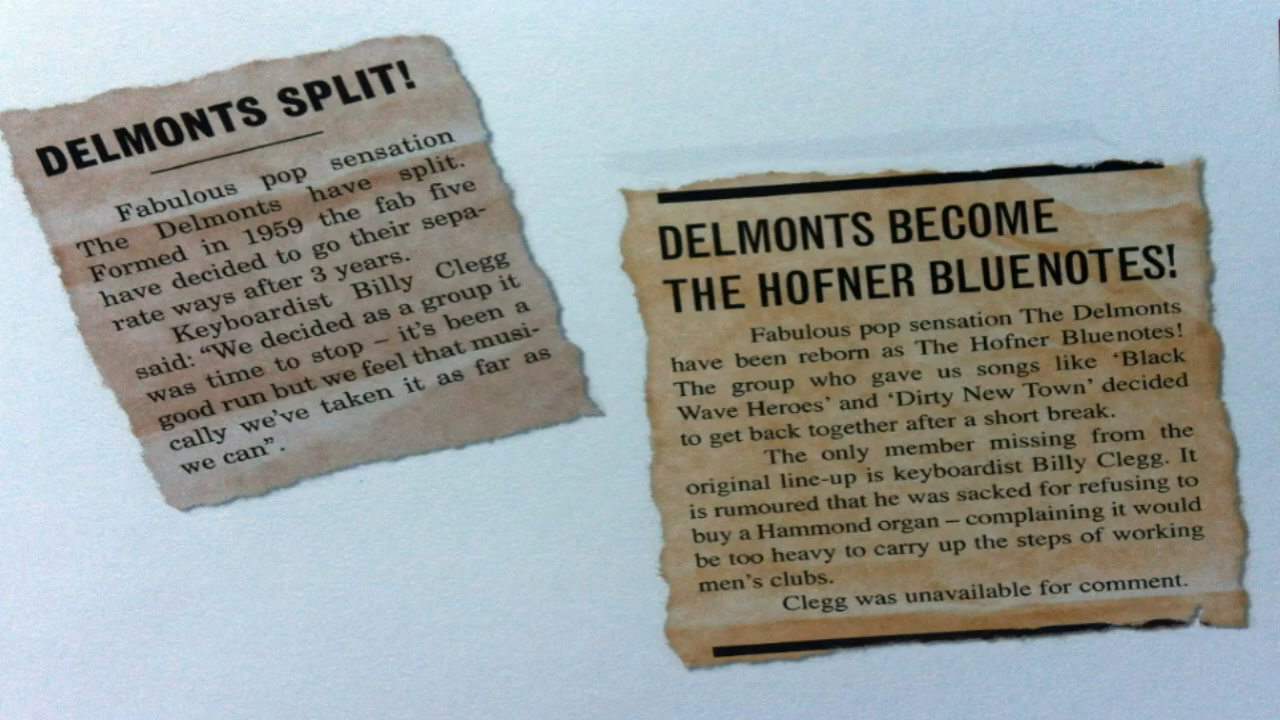 DELMONTS SPLIT!
Fabulous pop sensation
The Delmonts have split.
Formed in 1959 the fab five
have decided to go their sepa-
rate ways after 3 years.
Keyboardist Billy Clegg
said: “We decided as a group it
was time to stop – it’s been a
good run but we feel that musi-
cally we’ve taken it as far as
we can”.
DELMONTS BECOME
THE HOFNER BLUENOTES!
Fabulous pop sensation The Delmonts
have been reborn as The Hofner Bluenotes!
The group who gave us songs like ‘Black
Wave Heroes’ and ‘Dirty New Town’ decided
to get back together after a short break.
The only member missing from the
original line-up is keyboardist Billy Clegg. It
is rumoured that he was sacked for refusing to
buy a Hammond organ – complaining it would
be too heavy to carry up the steps of working
men’s clubs.
Clegg was unavailable for comment.